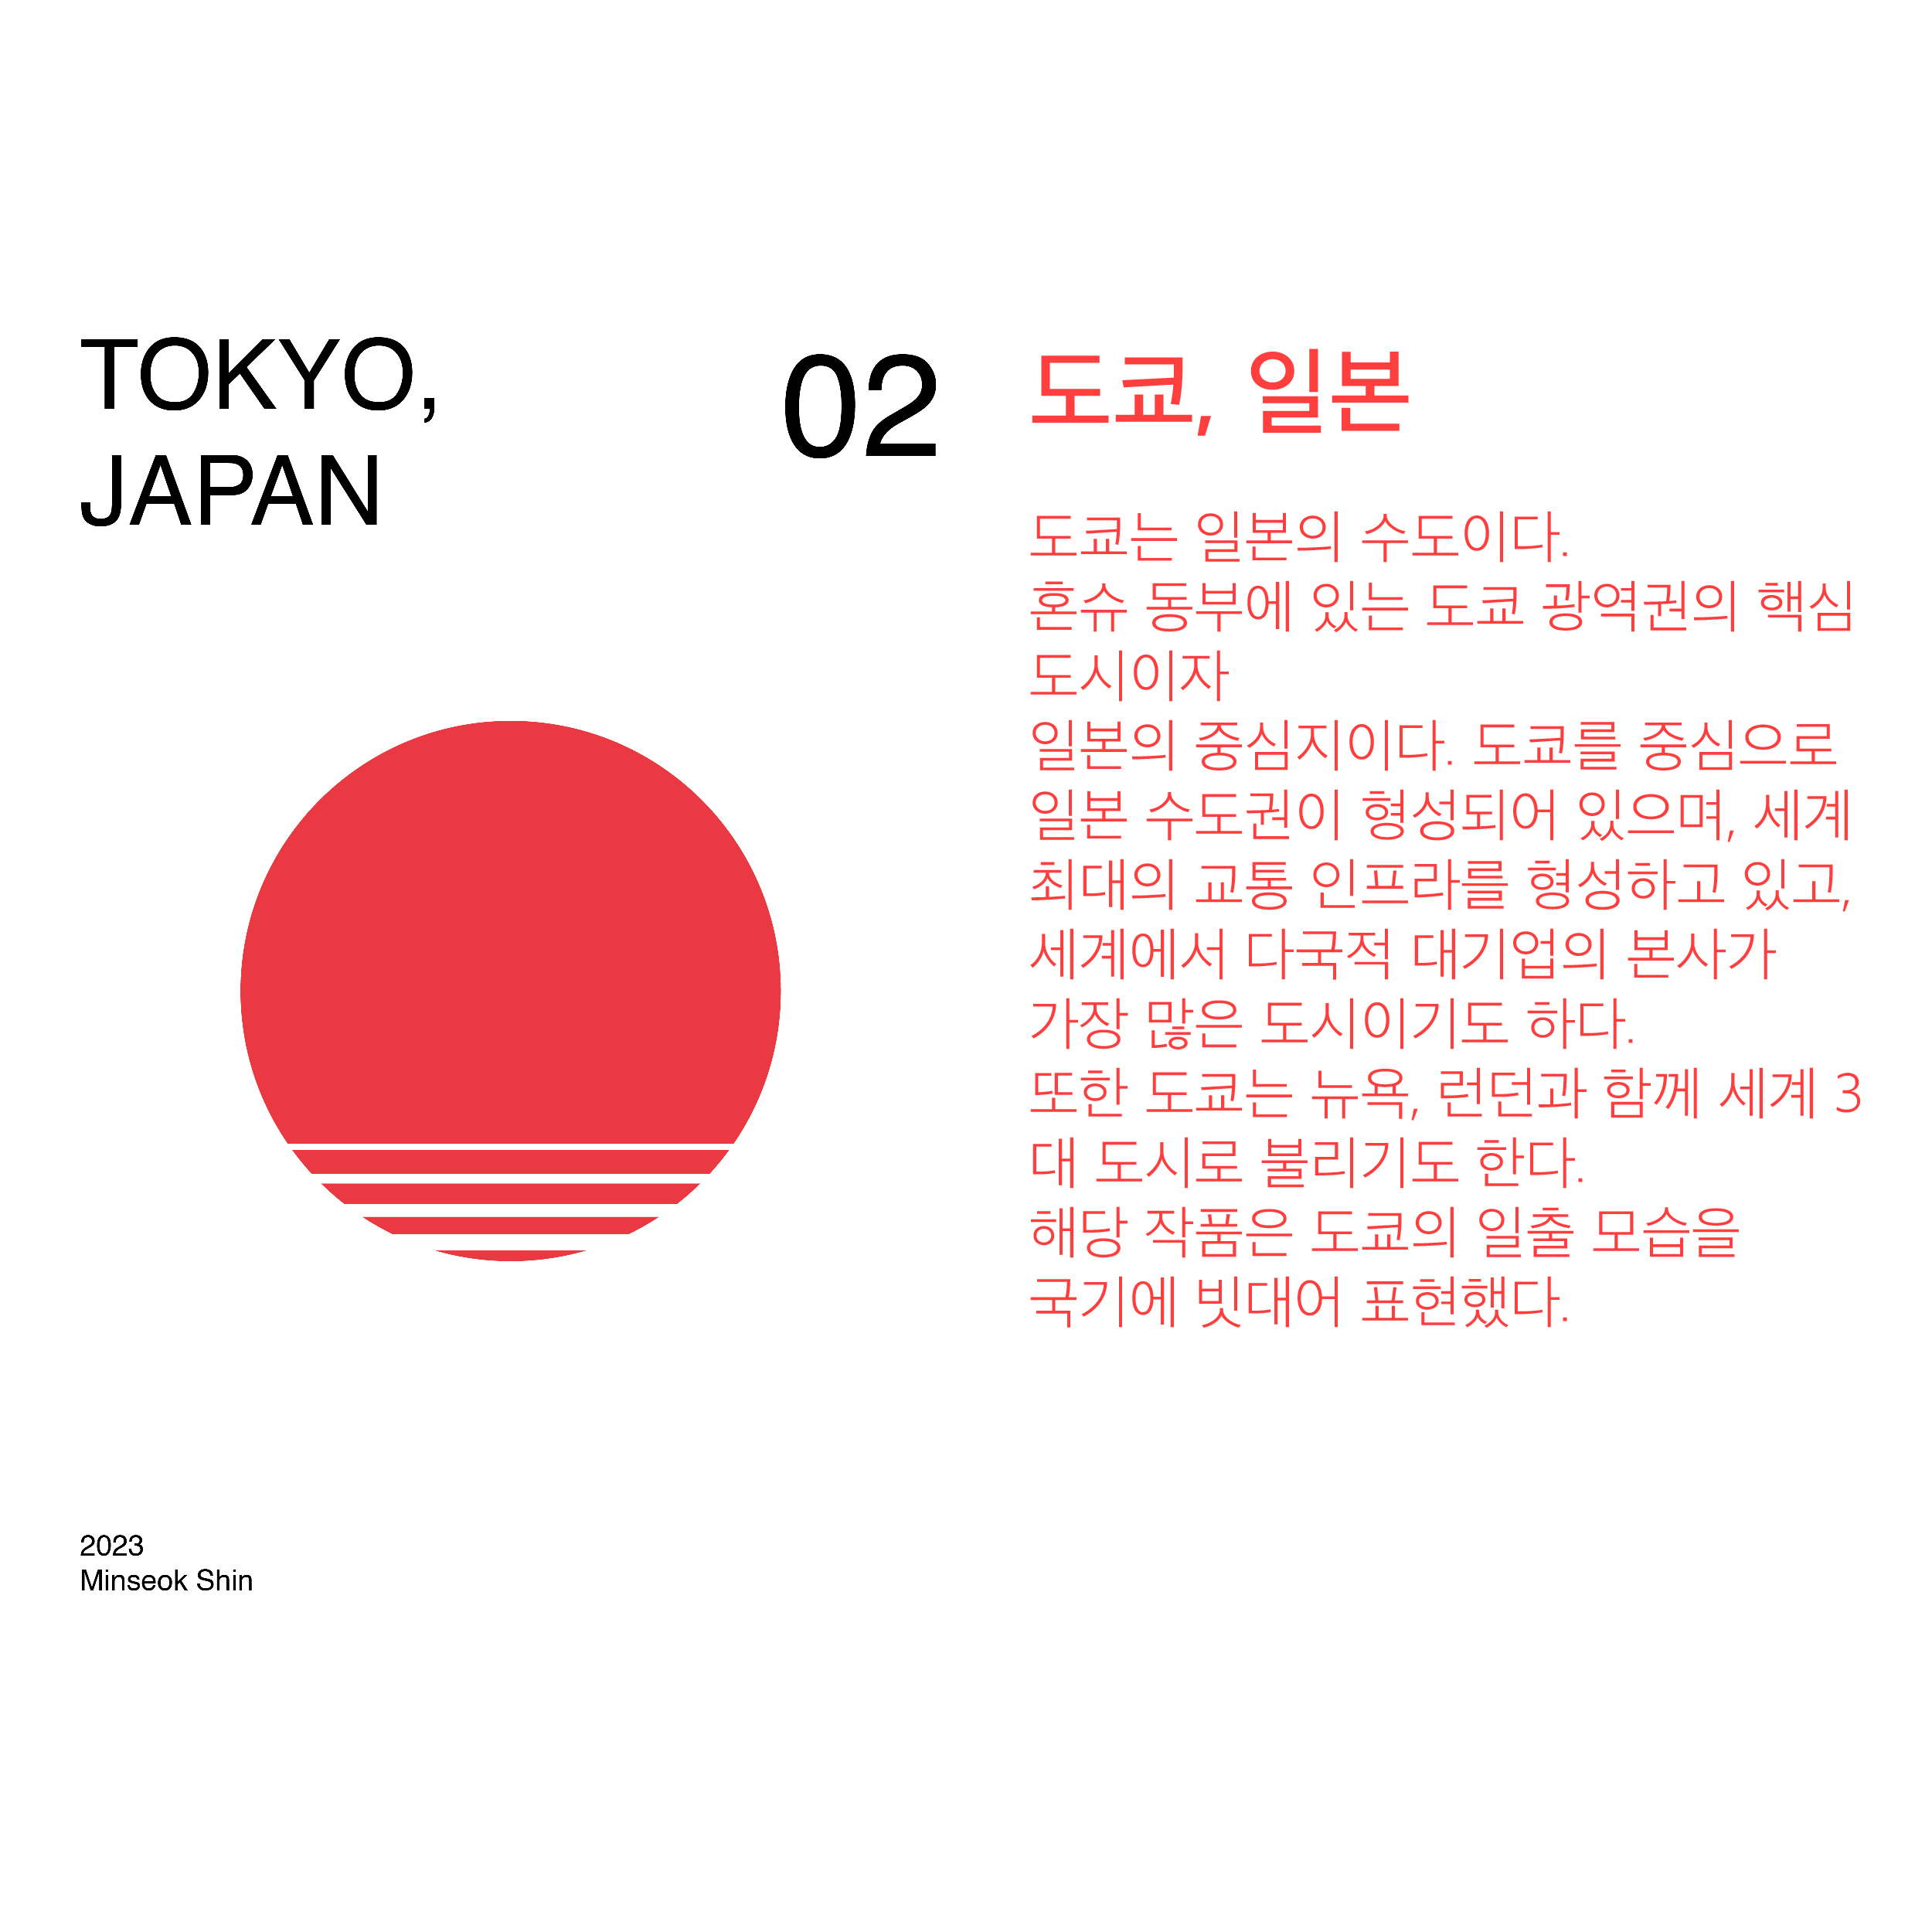 TOKYO,
JAPAN
02
2023
Minseok Shin
도쿄, 일본
도쿄는 일본의 수도이다.
혼슈 동부에 있는 도쿄 광역권의 핵심
도시이자
일본의 중심지이다. 도쿄를 중심으로
일본 수도권이 형성되어 있으며, 세계
최대의 교통 인프라를 형성하고 있고,
세계에서 다국적 대기업의 본사가
가장 많은 도시이기도 하다.
또한 도쿄는 뉴욕, 런던과 함께 세계 3
대 도시로 불리기도 한다.
해당 작품은 도쿄의 일출 모습을
국기에 빗대어 표현했다.